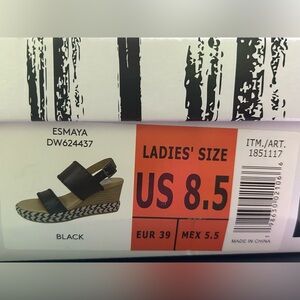 ESMAYA
DW624437
BLACK
LADIES' SIZE
US 8.5
EUR 39
MEX 5.5
ITM./ART.
1851117
MADE IN CHINA